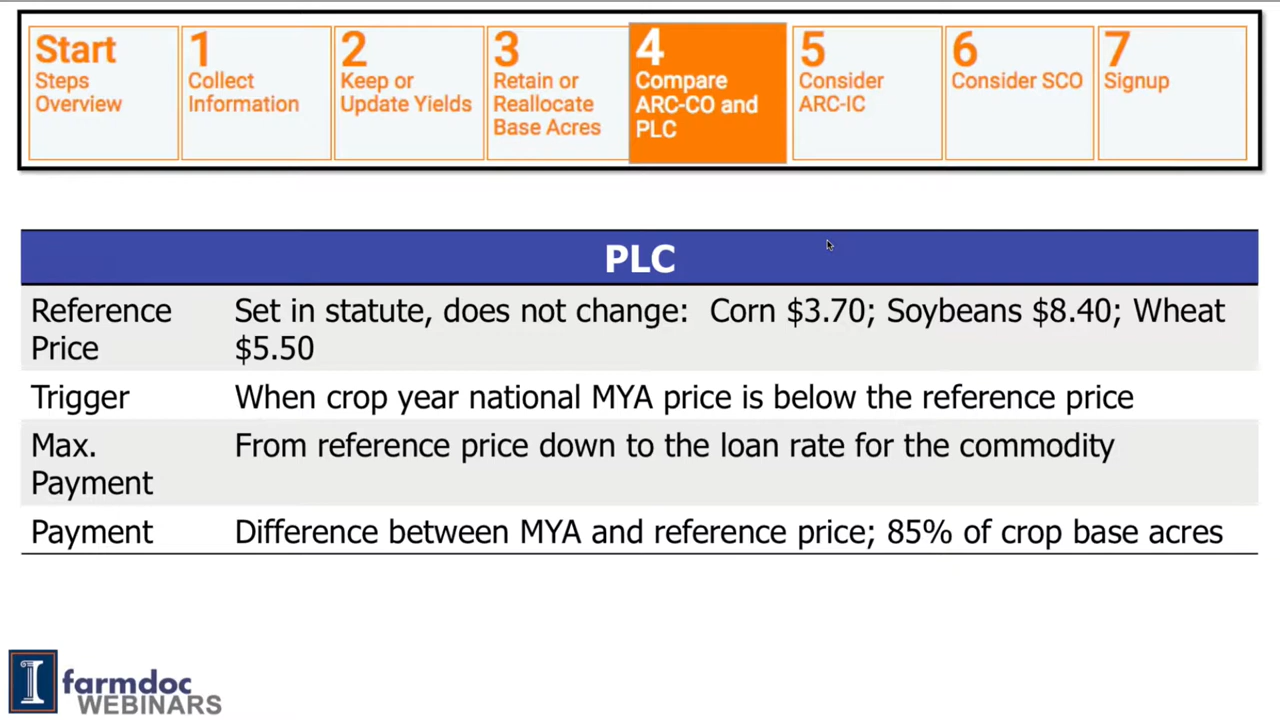 Start
Steps
Overview
1
Collect
Information
2
Keep or
Update Yields
3
Retain or
Reallocate
Base Acres
4
Compare
ARC-CO and
PLC
5
Consider
ARC-IC
6
Consider SCO
7
Signup
PLC
Reference
Price
Set in statute, does not change:  Corn $3.70; Soybeans $8.40; Wheat
$5.50
Trigger
When crop year national MYA price is below the reference price
Max.
Payment
From reference price down to the loan rate for the commodity
Payment
Difference between MYA and reference price; 85% of crop base acres
I
farmdoc
WEBINARS